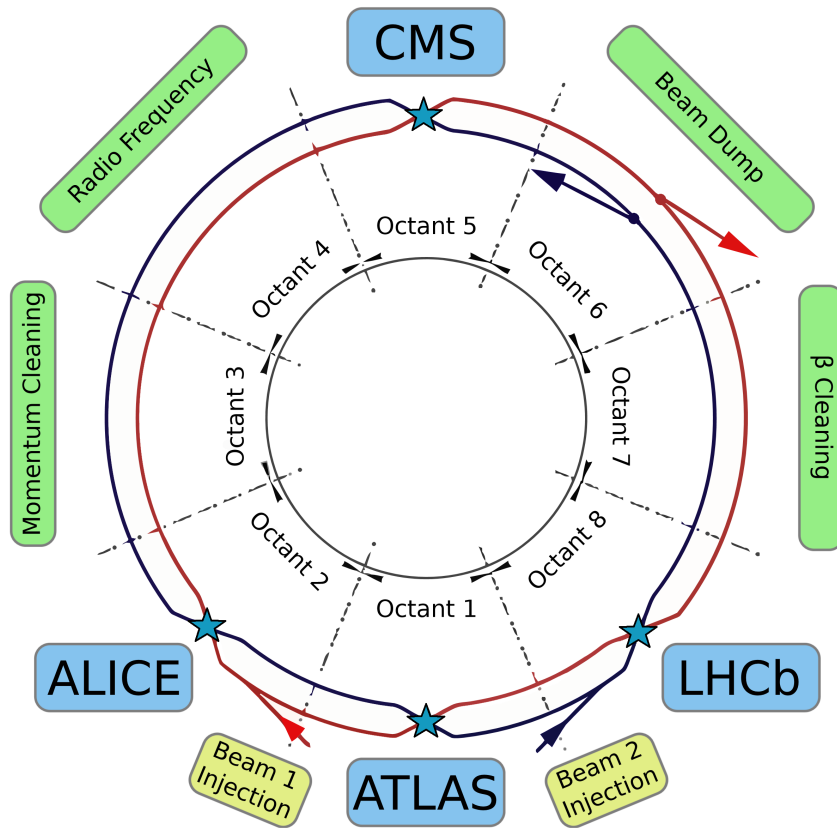 CMS
Radio Frequency
Beam Dump
Octant 5
Octant 4
Octant 6
Momentum Cleaning
Octant 3
Octant 7
β Cleaning
Octant 2
Octant 8
Octant 1
ALICE
LHCb
Beam 1
Injection
ATLAS
Beam 2
Injection